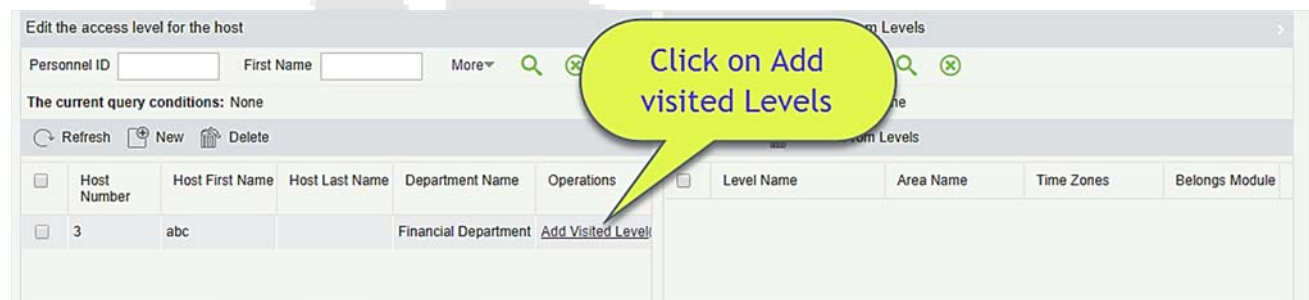 Edit the access level for the host
Levels
Personnel ID First Name More
The current query conditions: None
Refresh New Delete
Levels
Click on Add
visited Levels
Host Number Host First Name Host Last Name Department Name Operations Level Name Area Name Time Zones Belongs Module
3 abc Financial Department Add Visited Level